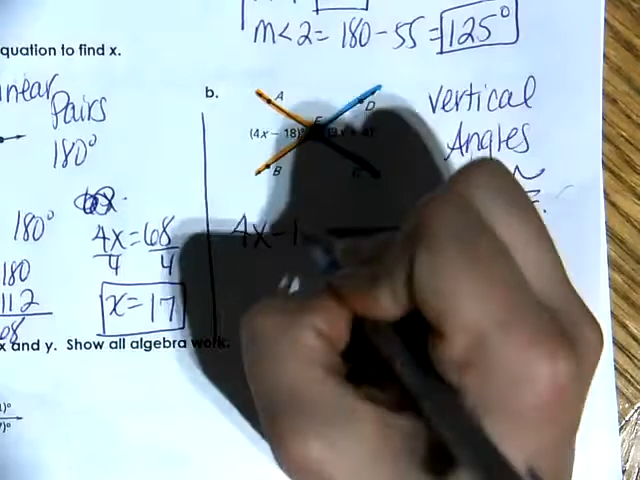 m<2 = 180 - 55 = 125°
quation to find x.
near
Pairs
180°
b.
A
D
E
(4x – 18)°
B
vertical
Angles
≅
180°
4x = 68
4 4
180
112
68
x = 17
4x - 1
x and y. Show all algebra work.
)°
)°